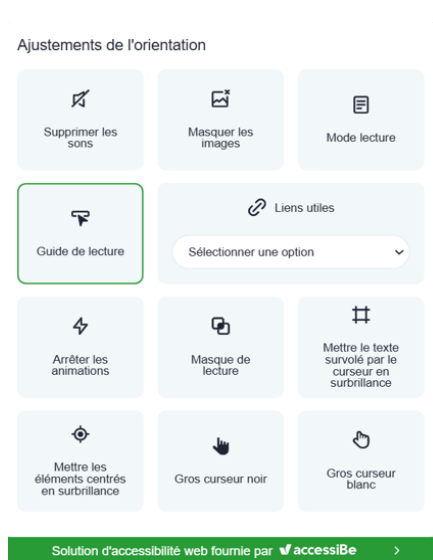 Ajustements de l'orientation
Supprimer les
sons
Masquer les
images
Mode lecture
Guide de lecture
Liens utiles
Sélectionner une option
Arrêter les
animations
Masque de
lecture
Mettre le texte
survolé par le
curseur en
surbrillance
Mettre les
éléments centrés
en surbrillance
Gros curseur noir
Gros curseur
blanc
Solution d'accessibilité web fournie par accessiBe